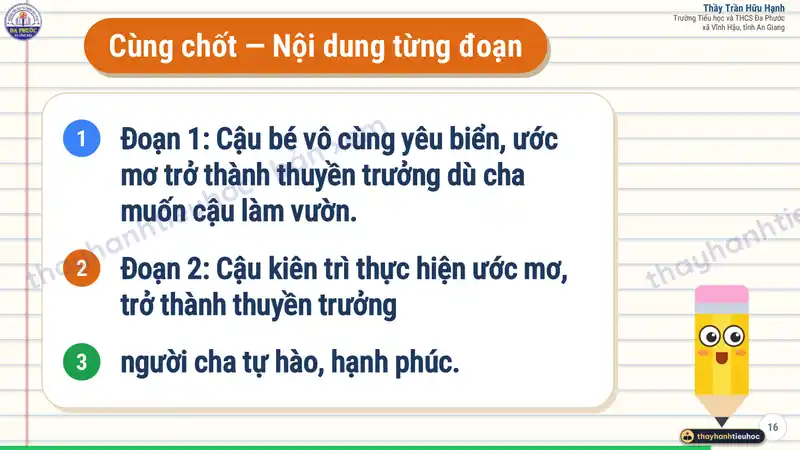 Thầy Trần Hữu Hạnh
Trường Tiểu học và THCS Đa Phước
xã Vĩnh Hậu, tỉnh An Giang
ĐA PHƯỚC
Cùng chốt — Nội dung từng đoạn
1 Đoạn 1: Cậu bé vô cùng yêu biển, ước
mơ trở thành thuyền trưởng dù cha
muốn cậu làm vườn.
2 Đoạn 2: Cậu kiên trì thực hiện ước mơ,
trở thành thuyền trưởng
3 người cha tự hào, hạnh phúc.
thayhanhtieuhoc
16